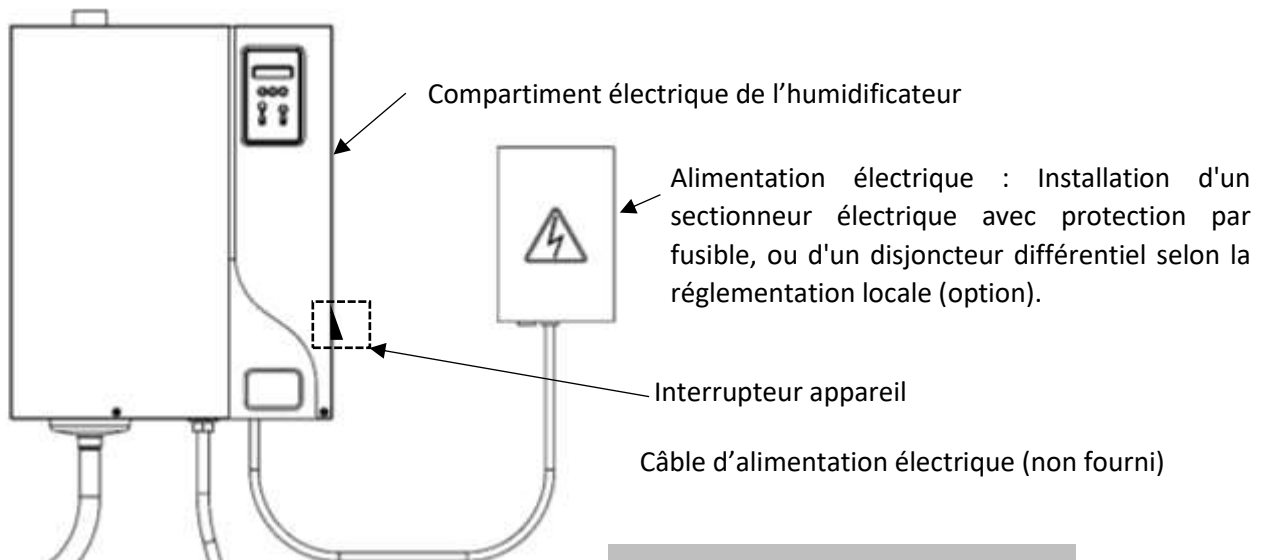 Compartiment électrique de l’humidificateur
Alimentation électrique : Installation d'un
sectionneur électrique avec protection par
fusible, ou d'un disjoncteur différentiel selon la
réglementation locale (option).
Interrupteur appareil
Câble d’alimentation électrique (non fourni)